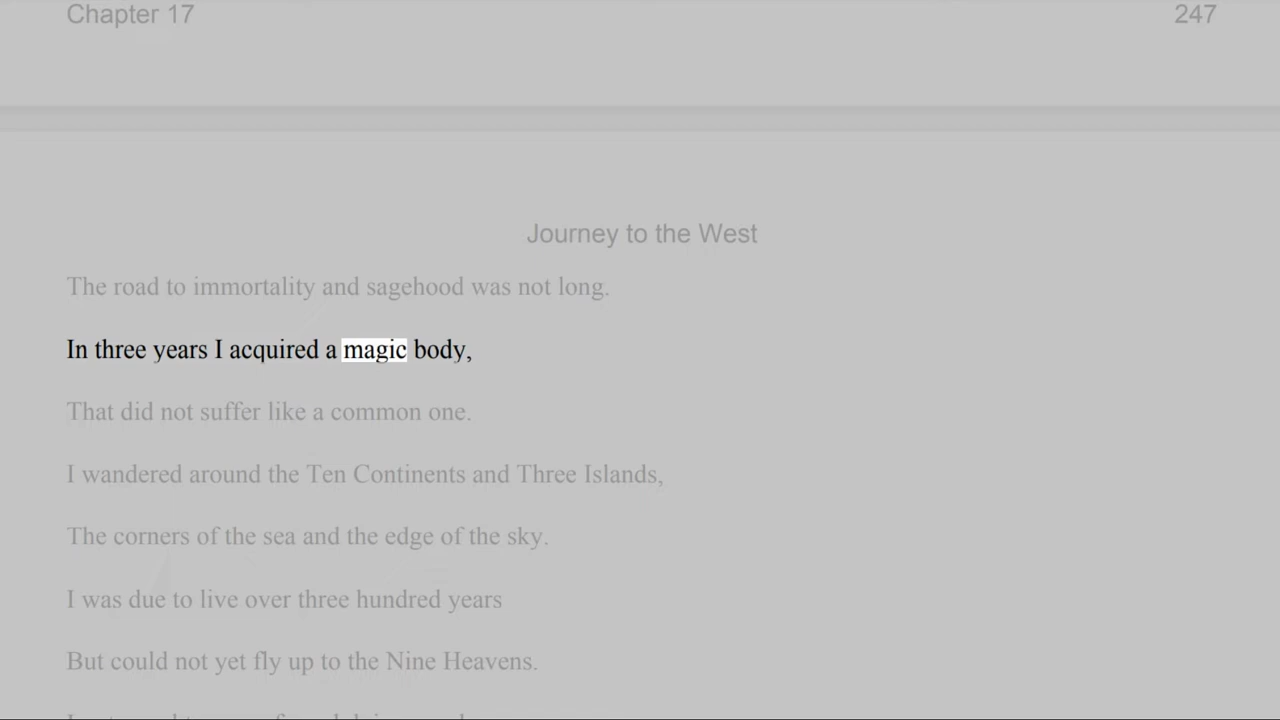 Chapter 17 247
Journey to the West
The road to immortality and sagehood was not long.
In three years I acquired a magic body,
That did not suffer like a common one.
I wandered around the Ten Continents and Three Islands,
The corners of the sea and the edge of the sky.
I was due to live over three hundred years
But could not yet fly up to the Nine Heavens.